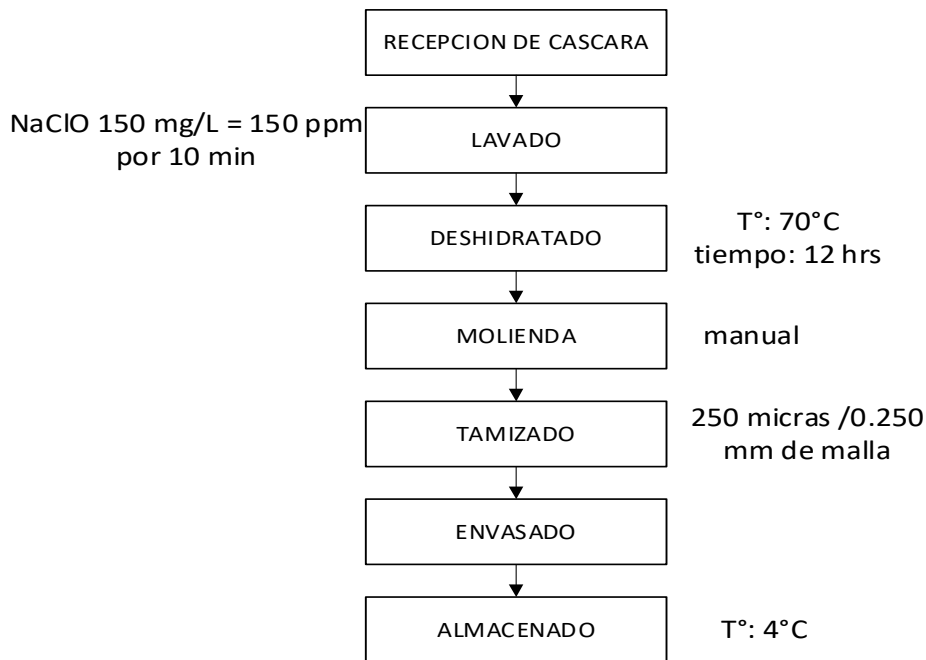 RECEPCION DE CASCARA
NaClO 150 mg/L = 150 ppm
por 10 min
LAVADO
DESHIDRATADO
T°: 70°C
tiempo: 12 hrs
MOLIENDA
manual
TAMIZADO
250 micras /0.250
mm de malla
ENVASADO
ALMACENADO
T°: 4°C